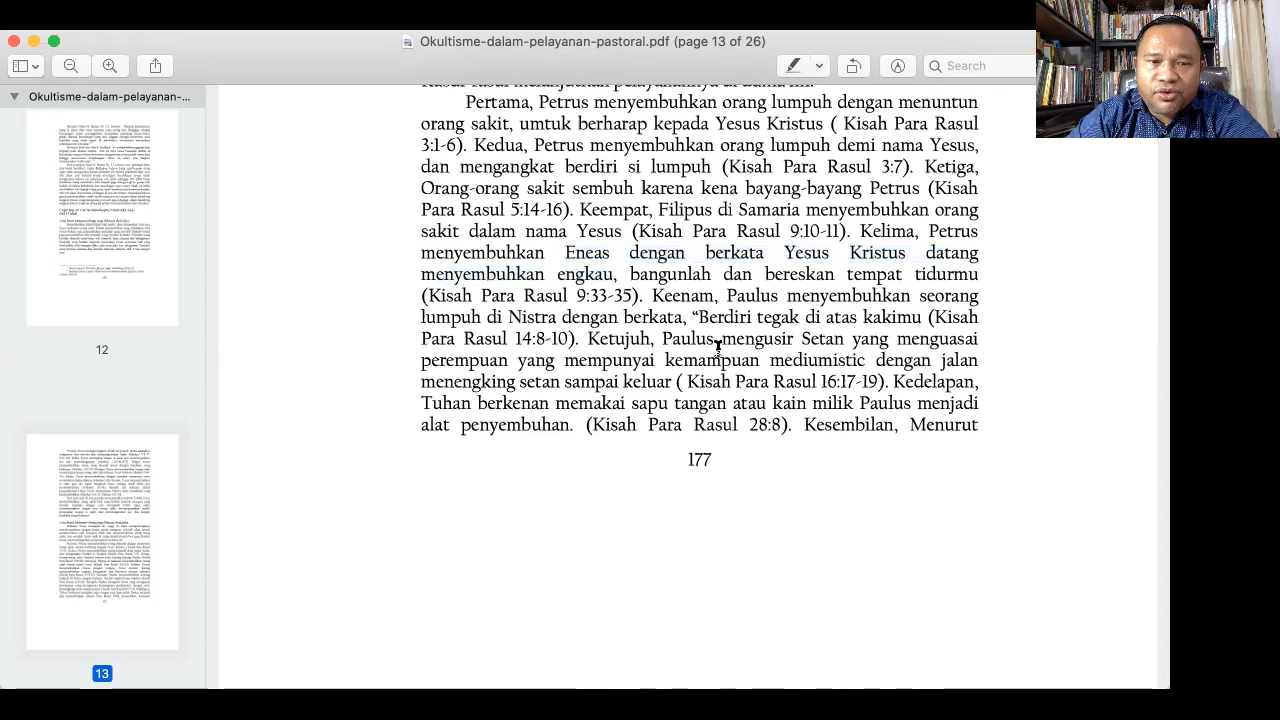 Okultisme-dalam-pelayanan-pastoral.pdf (page 13 of 26)
Search
Okultisme-dalam-pelayanan-...
12
13
Pertama, Petrus menyembuhkan orang lumpuh dengan menuntun
orang sakit untuk berharap kepada Yesus Kristus ( Kisah Para Rasul
3:1-6). Kedua, Petrus menyembuhkan orang lumpuh demi nama Yesus,
dan mengangkat berdiri si lumpuh (Kisah Para Rasul 3:7). Ketiga,
Orang-orang sakit sembuh karena kena bayang-bayang Petrus (Kisah
Para Rasul 5:14-16). Keempat, Filipus di Samaria menyembuhkan orang
sakit dalam nama Yesus (Kisah Para Rasul 9:10-11). Kelima, Petrus
menyembuhkan Eneas dengan berkata Yesus Kristus datang
menyembuhkan engkau, bangunlah dan bereskan tempat tidurmu
(Kisah Para Rasul 9:33-35). Keenam, Paulus menyembuhkan seorang
lumpuh di Nistra dengan berkata, “Berdiri tegak di atas kakimu (Kisah
Para Rasul 14:8-10). Ketujuh, Paulus mengusir Setan yang menguasai
perempuan yang mempunyai kemampuan mediumistic dengan jalan
menengking setan sampai keluar ( Kisah Para Rasul 16:17-19). Kedelapan,
Tuhan berkenan memakai sapu tangan atau kain milik Paulus menjadi
alat penyembuhan. (Kisah Para Rasul 28:8). Kesembilan, Menurut
177